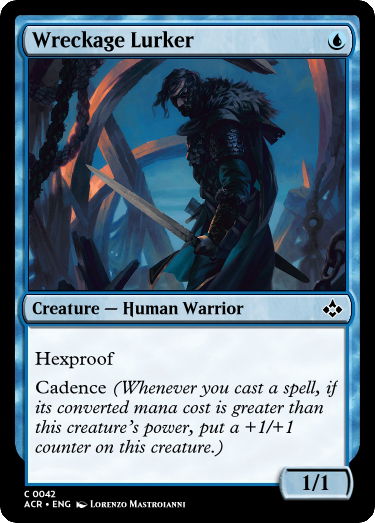 Wreckage Lurker
Creature — Human Warrior
Hexproof
Cadence (Whenever you cast a spell, if
its converted mana cost is greater than
this creature's power, put a +1/+1
counter on this creature.)
1/1
C 0042
ACR • ENG Lorenzo Mastroianni